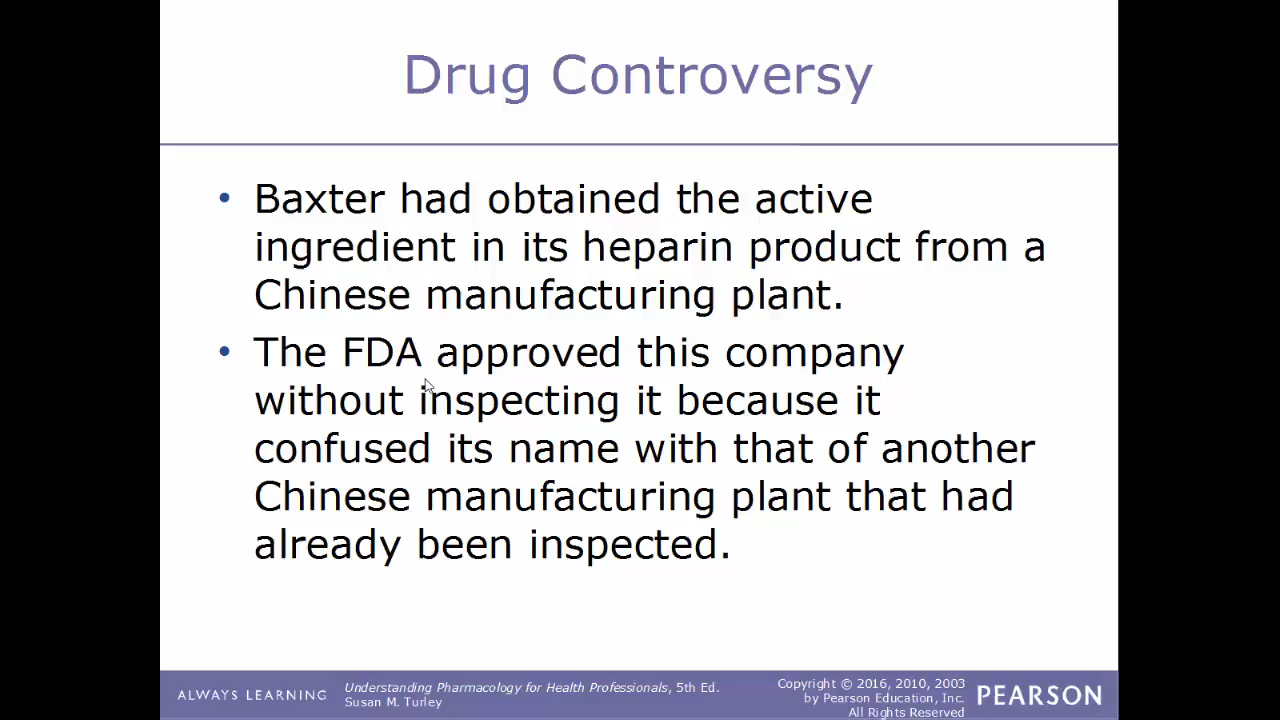 Drug Controversy
• Baxter had obtained the active
ingredient in its heparin product from a
Chinese manufacturing plant.
• The FDA approved this company
without inspecting it because it
confused its name with that of another
Chinese manufacturing plant that had
already been inspected.
ALWAYS LEARNING
Understanding Pharmacology for Health Professionals, 5th Ed.
Susan M. Turley
Copyright © 2016, 2010, 2003
by Pearson Education, Inc.
All Rights Reserved
PEARSON